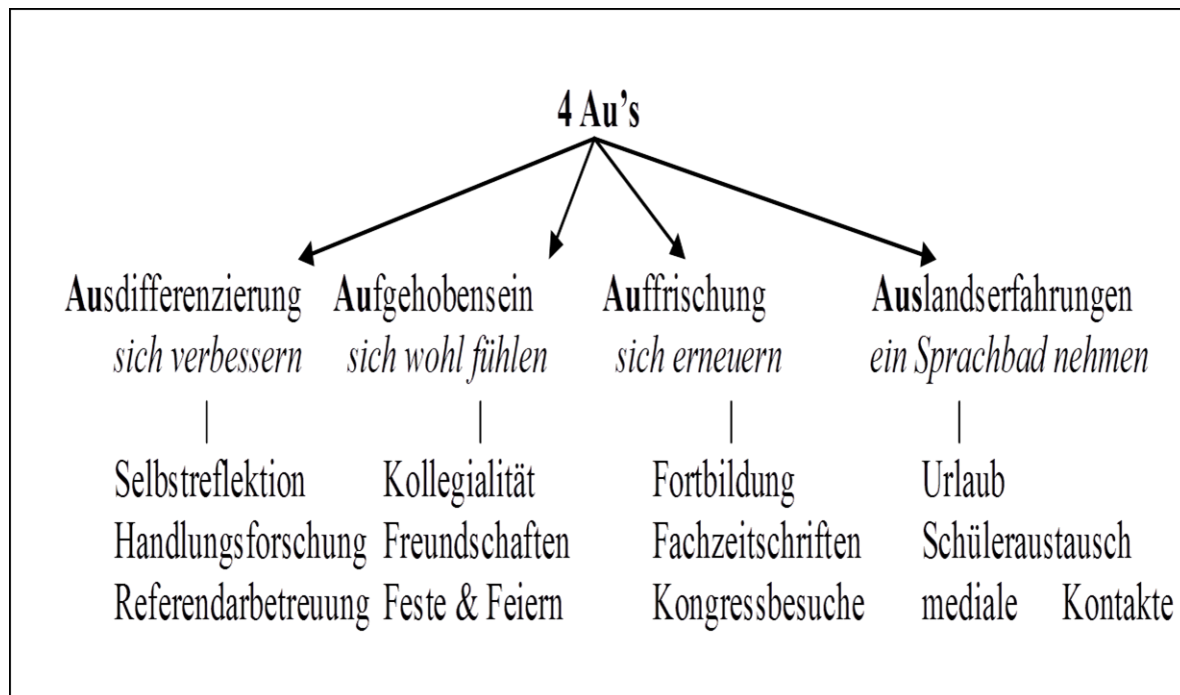 4 Au’s
Ausdifferenzierung Aufgehobensein Auffrischung Auslandserfahrungen
sich verbessern sich wohl fühlen sich erneuern ein Sprachbad nehmen
Selbstreflektion Kollegialität Fortbildung Urlaub
Handlungsforschung Freundschaften Fachzeitschriften Schüleraustausch
Referendarbetreuung Feste & Feiern Kongressbesuche mediale Kontakte